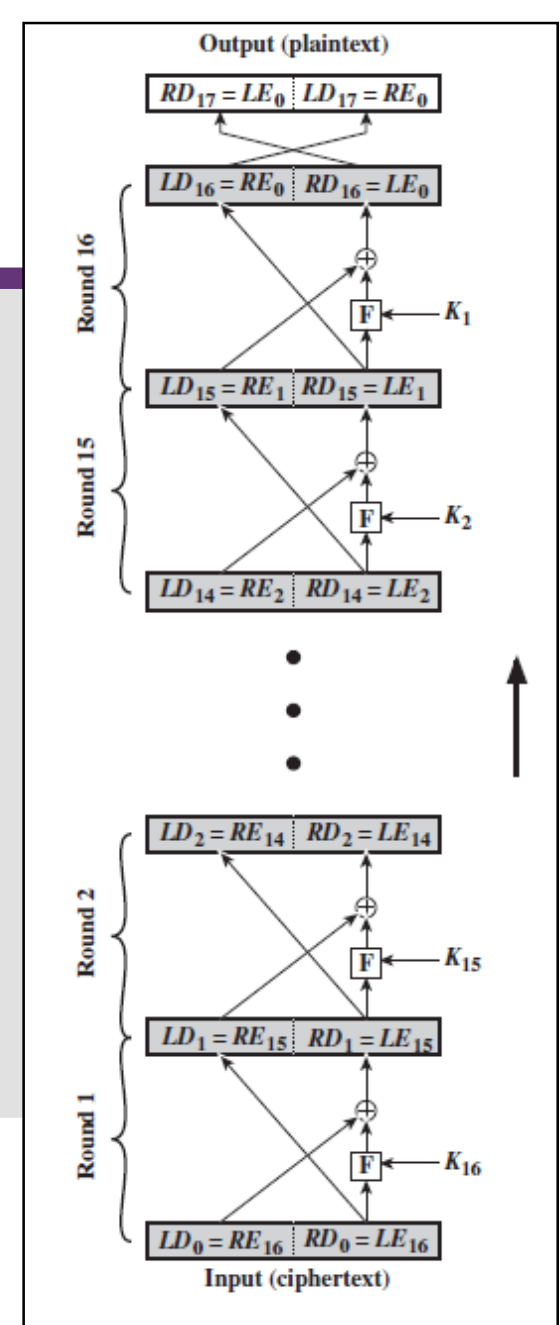 Output (plaintext)
RD₁₇ = LE₀ LD₁₇ = RE₀
LD₁₆ = RE₀ RD₁₆ = LE₀
Round 16
F
K₁
LD₁₅ = RE₁ RD₁₅ = LE₁
Round 15
F
K₂
LD₁₄ = RE₂ RD₁₄ = LE₂
LD₂ = RE₁₄ RD₂ = LE₁₄
Round 2
F
K₁₅
LD₁ = RE₁₅ RD₁ = LE₁₅
Round 1
F
K₁₆
LD₀ = RE₁₆ RD₀ = LE₁₆
Input (ciphertext)